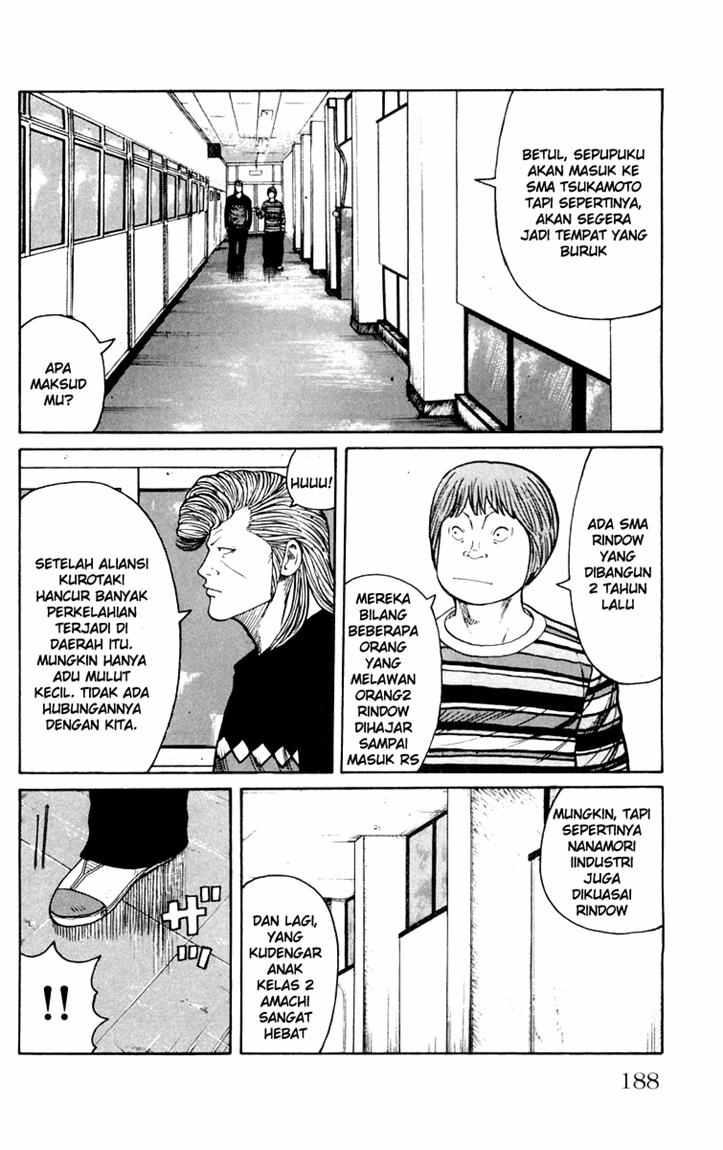 BETUL, SEPUPUKU
AKAN MASUK KE
SMA TSUKAMOTO
TAPI SEPERTINYA,
AKAN SEGERA
JADI TEMPAT YANG
BURUK
APA
MAKSUD
MU?
ADA SMA
RINDOW
YANG
DIBANGUN
2 TAHUN
LALU
MEREKA
BILANG
BEBERAPA
ORANG
YANG
MELAWAN
ORANG2
RINDOW
DIHAJAR
SAMPAI
MASUK RS
HUUU!
SETELAH ALIANSI
KUROTAKI
HANCUR BANYAK
PERKELAHIAN
TERJADI DI
DAERAH ITU.
MUNGKIN HANYA
ADU MULUT
KECIL. TIDAK ADA
HUBUNGANNYA
DENGAN KITA.
MUNGKIN, TAPI
SEPERTINYA
NANAMORI
IINDUSTRI
JUGA
DIKUASAI
RINDOW
DAN LAGI,
YANG
KUDENGAR
ANAK
KELAS 2
AMACHI
SANGAT
HEBAT
ザッ
!!
188